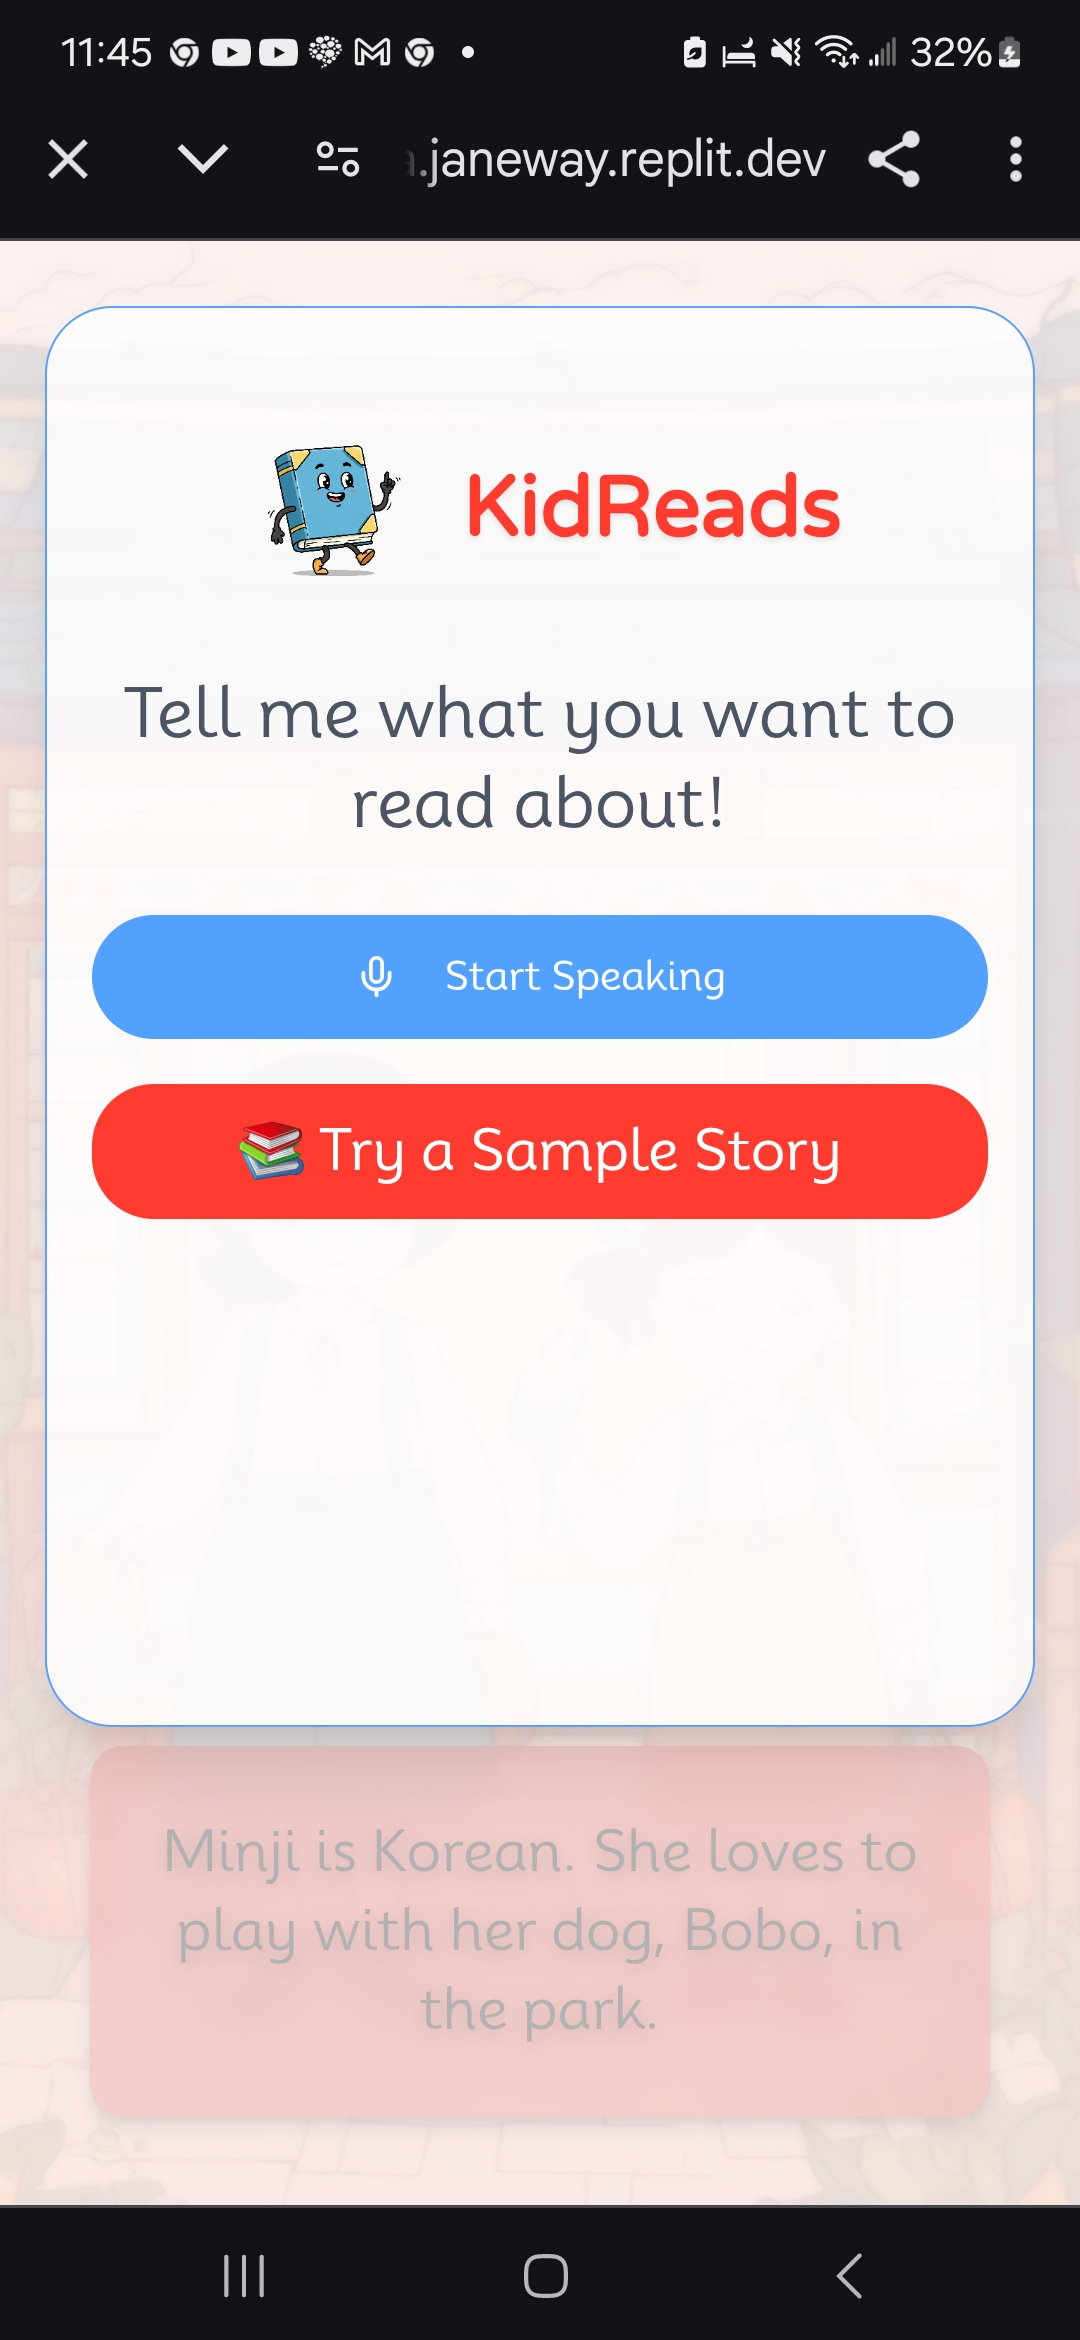 11:45
32%
.janeway.replit.dev
KidReads
Tell me what you want to
read about!
Start Speaking
Try a Sample Story
Minji is Korean. She loves to
play with her dog, Bobo, in
the park.